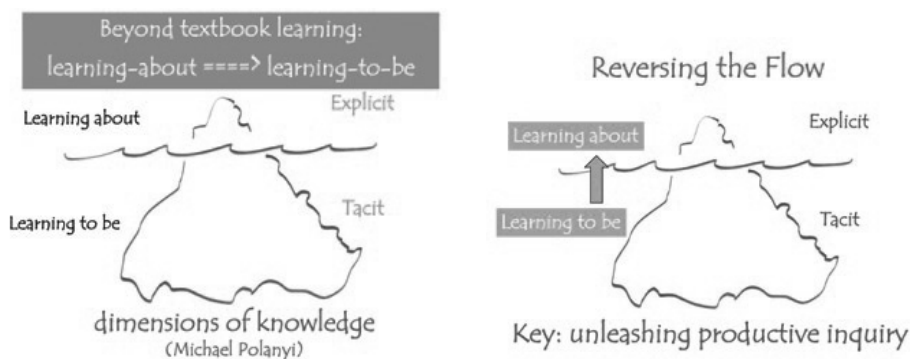 Beyond textbook learning:
learning-about ====> learning-to-be
Learning about
Explicit
Learning to be
Tacit
dimensions of knowledge
(Michael Polanyi)
Reversing the Flow
Learning about
Explicit
Learning to be
Tacit
Key: unleashing productive inquiry